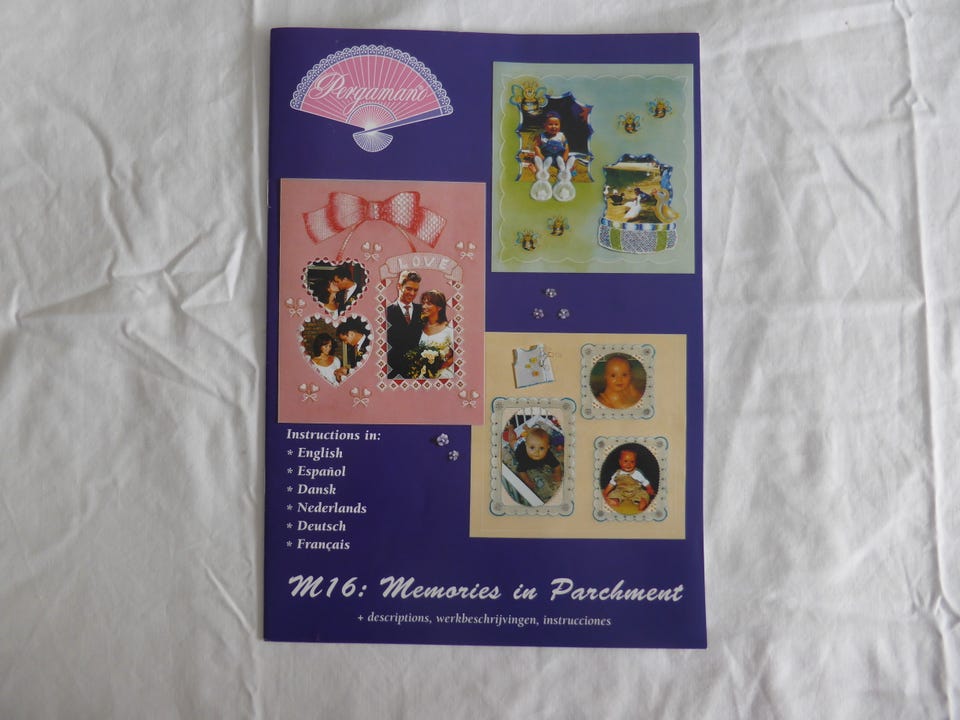 Pergamano
LOVE
Instructions in:
* English
* Español
* Dansk
* Nederlands
* Deutsch
* Français
M16: Memories in Parchment
+ descriptions, werkbeschrijvingen, instrucciones